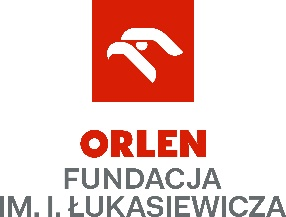 ORLEN
FUNDACJA
IM. I. ŁUKASIEWICZA